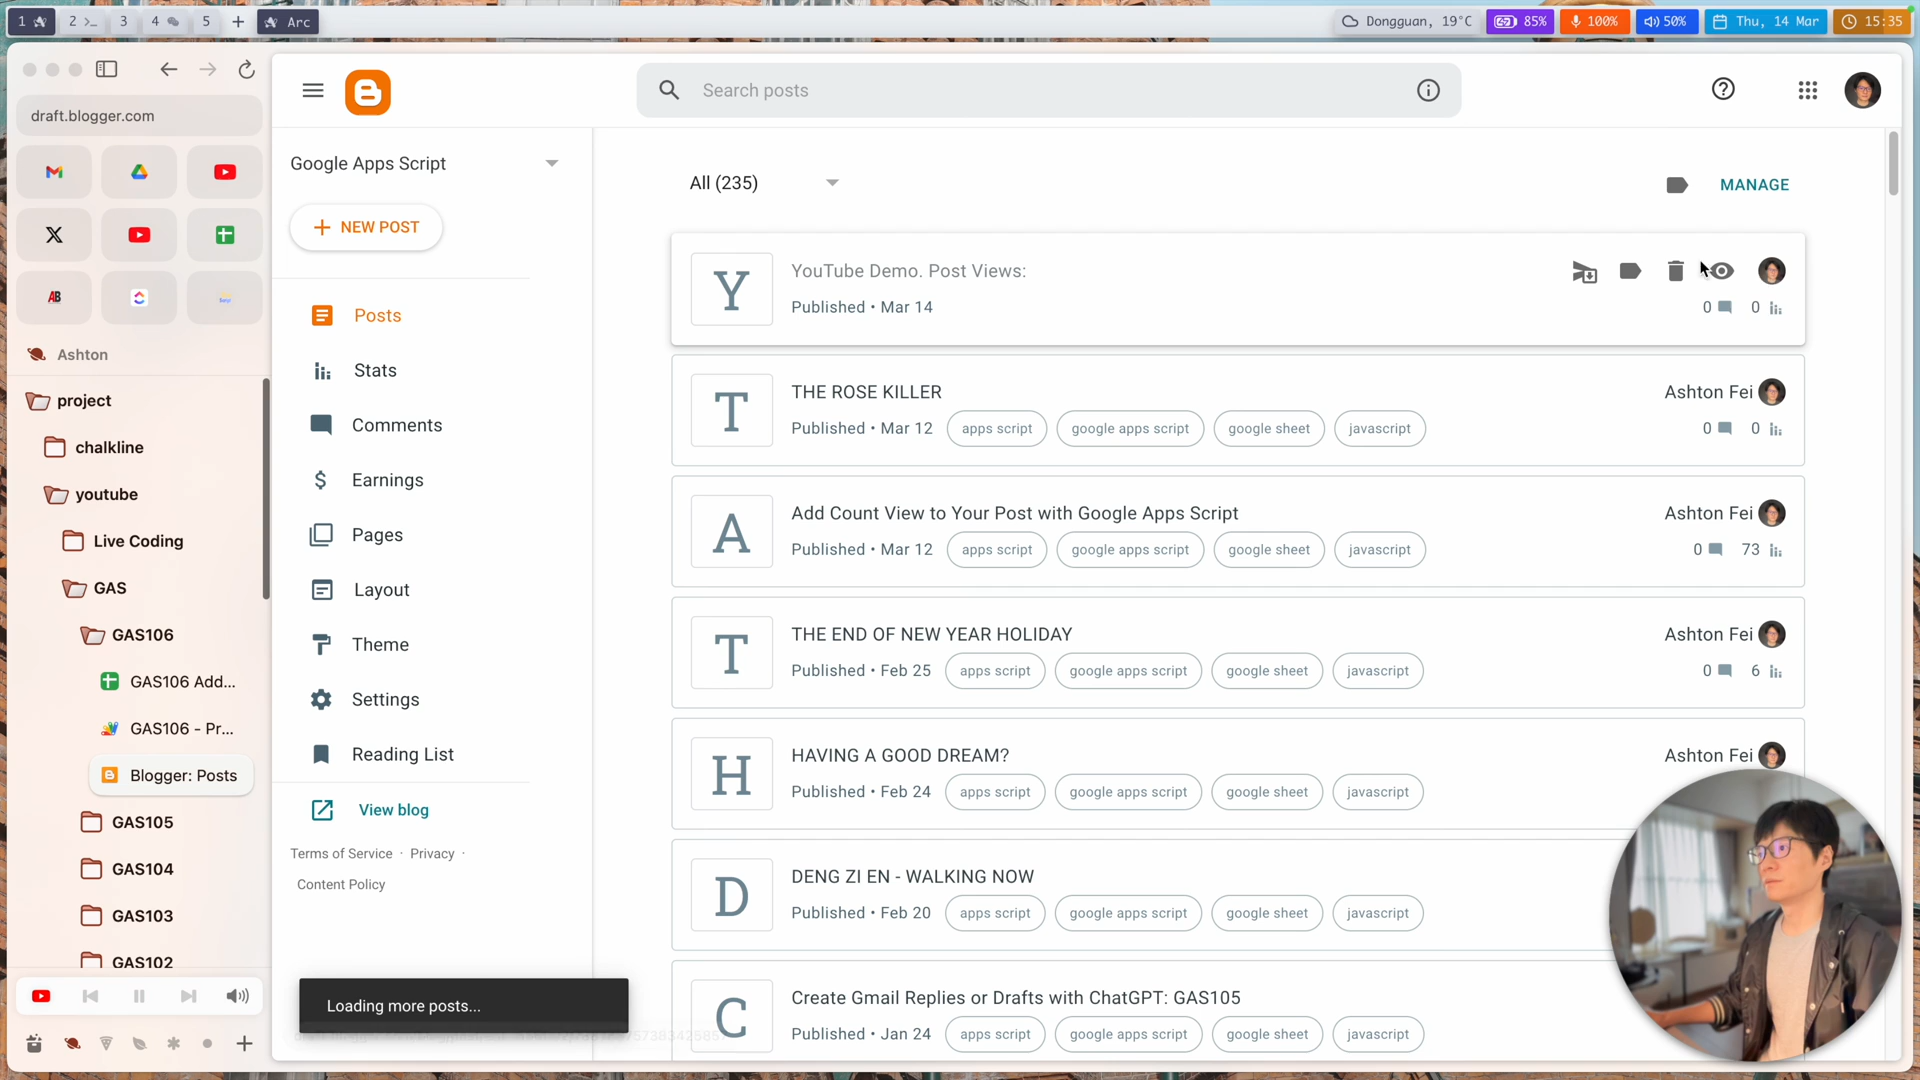 1
2
3
4
5
Arc
Dongguan, 19°C
85%
100%
50%
Thu, 14 Mar
15:35
draft.blogger.com
Search posts
Google Apps Script
NEW POST
Posts
Stats
Comments
Earnings
Pages
Layout
Theme
Settings
Reading List
View blog
Terms of Service · Privacy ·
Content Policy
AB
Ashton
project
chalkline
youtube
Live Coding
GAS
GAS106
GAS106 Add...
GAS106 - Pr...
Blogger: Posts
GAS105
GAS104
GAS103
GAS102
All (235)
MANAGE
Y
YouTube Demo. Post Views:
Published • Mar 14
0 0
T
THE ROSE KILLER
Ashton Fei
Published • Mar 12 apps script google apps script google sheet javascript
0 0
A
Add Count View to Your Post with Google Apps Script
Ashton Fei
Published • Mar 12 apps script google apps script google sheet javascript
0 73
T
THE END OF NEW YEAR HOLIDAY
Ashton Fei
Published • Feb 25 apps script google apps script google sheet javascript
0 6
H
HAVING A GOOD DREAM?
Ashton Fei
Published • Feb 24 apps script google apps script google sheet javascript
D
DENG ZI EN - WALKING NOW
Published • Feb 20 apps script google apps script google sheet javascript
C
Create Gmail Replies or Drafts with ChatGPT: GAS105
Published • Jan 24 apps script google apps script google sheet javascript
Loading more posts...